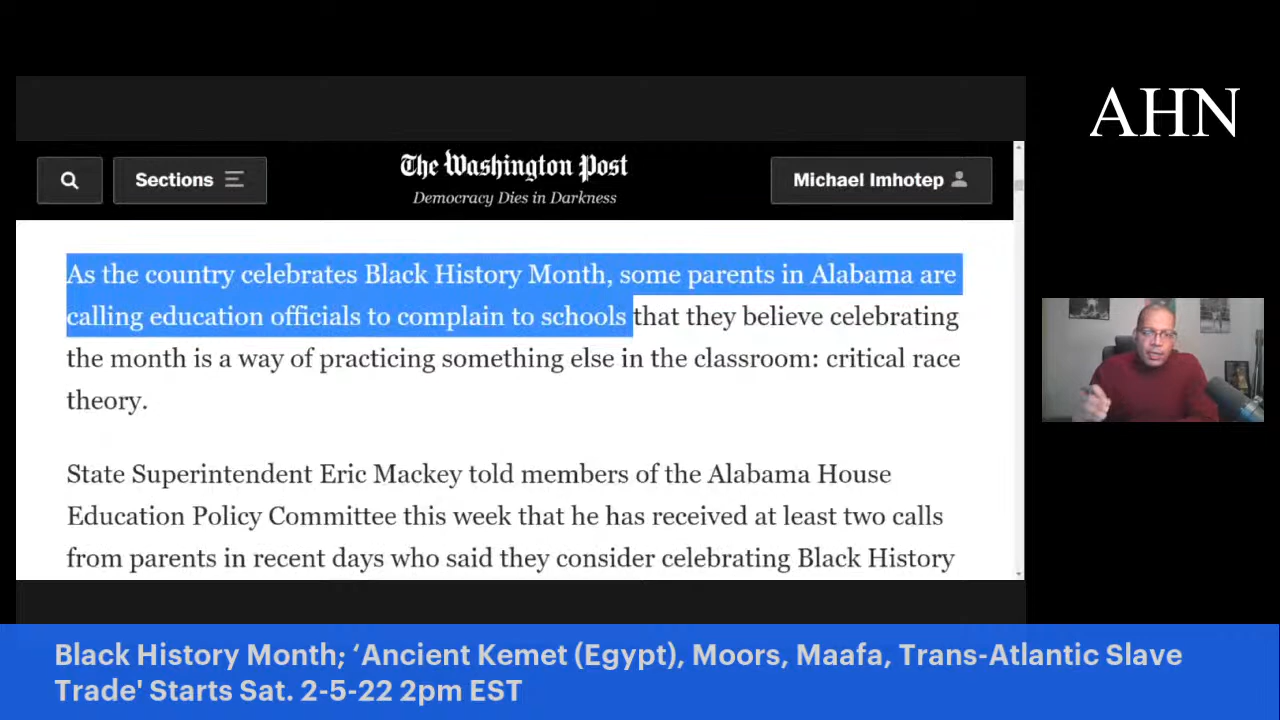 AHN
Sections
The Washington Post
Democracy Dies in Darkness
Michael Imhotep
As the country celebrates Black History Month, some parents in Alabama are
calling education officials to complain to schools that they believe celebrating
the month is a way of practicing something else in the classroom: critical race
theory.
State Superintendent Eric Mackey told members of the Alabama House
Education Policy Committee this week that he has received at least two calls
from parents in recent days who said they consider celebrating Black History
Black History Month; ‘Ancient Kemet (Egypt), Moors, Maafa, Trans-Atlantic Slave
Trade' Starts Sat. 2-5-22 2pm EST